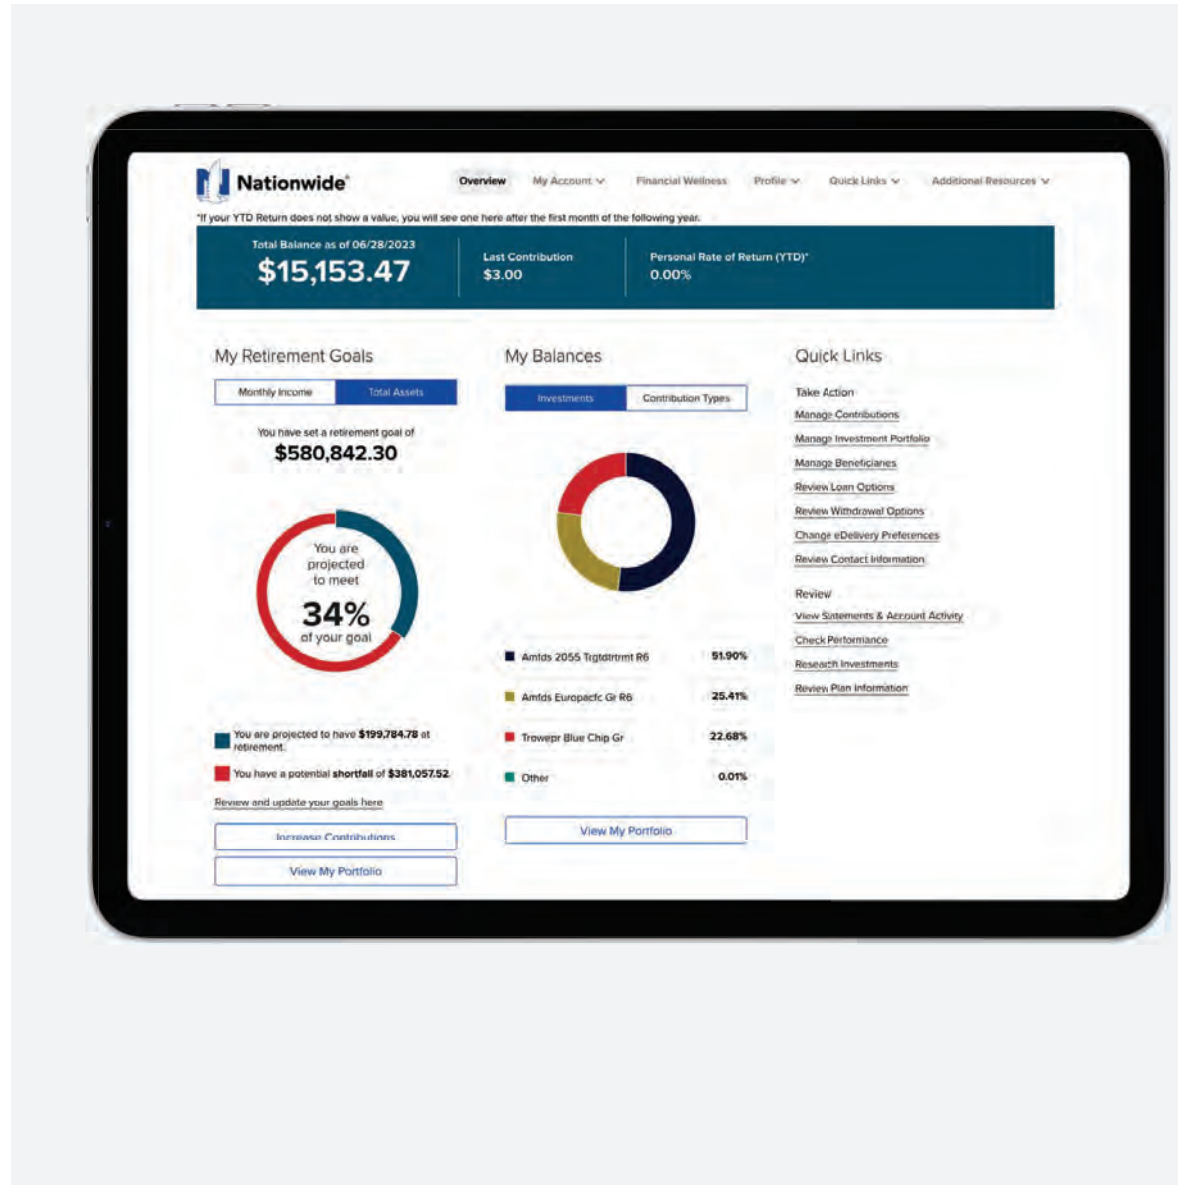 Nationwide®
Overview
My Account
Financial Wellness
Profile
Quick Links
Additional Resources
*If your YTD Return does not show a value, you will see one here after the first month of the following year.
Total Balance as of 06/28/2023
$15,153.47
Last Contribution
$3.00
Personal Rate of Return (YTD)*
0.00%
My Retirement Goals
Monthly Income
Total Assets
You have set a retirement goal of
$580,842.30
You are
projected
to meet
34%
of your goal
You are projected to have $199,784.78 at
retirement.
You have a potential shortfall of $381,057.52
Review and update your goals here
Increase Contributions
View My Portfolio
My Balances
Investments
Contribution Types
Amfds 2055 Trgtdtrtrmt R6 51.90%
Amfds Europacfc Gr R6 25.41%
Trowepr Blue Chip Gr 22.68%
Other 0.01%
View My Portfolio
Quick Links
Take Action
Manage Contributions
Manage Investment Portfolio
Manage Beneficiaries
Review Loan Options
Review Withdrawal Options
Change eDelivery Preferences
Review Contact Information
Review
View Statements & Account Activity
Check Performance
Research Investments
Review Plan Information